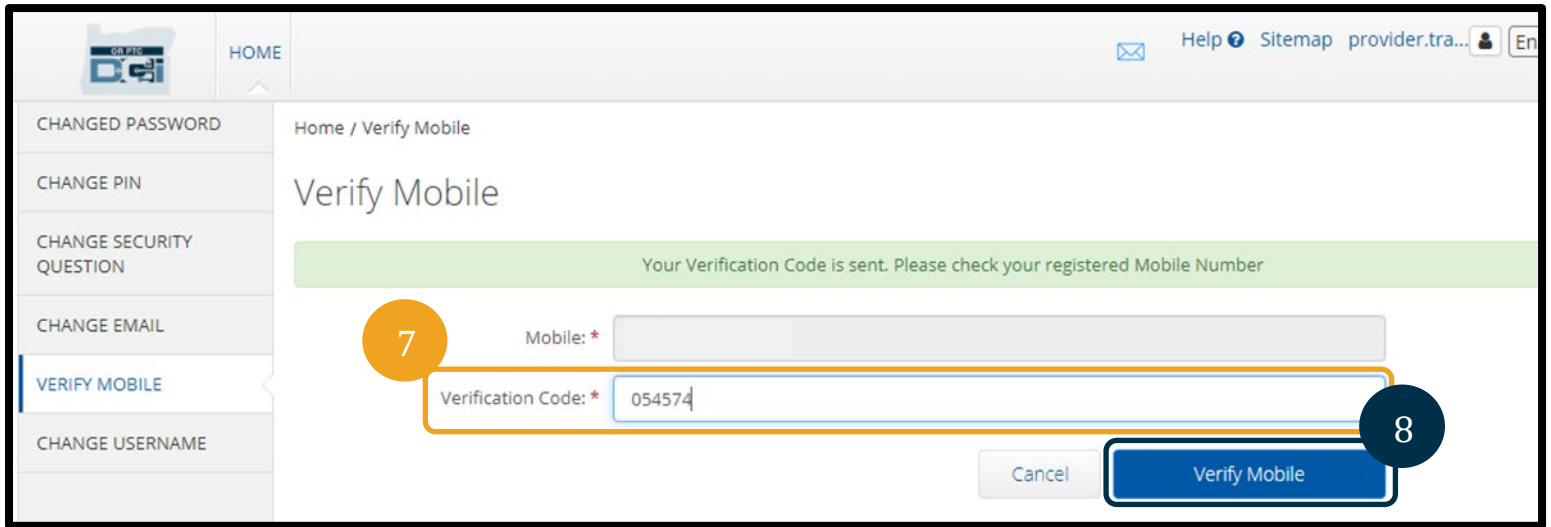 OR PTC
DCi
HOME
Help ? Sitemap provider.tra... En
CHANGED PASSWORD
CHANGE PIN
CHANGE SECURITY
QUESTION
CHANGE EMAIL
VERIFY MOBILE
CHANGE USERNAME
Home / Verify Mobile
Verify Mobile
Your Verification Code is sent. Please check your registered Mobile Number
7
Mobile: *
Verification Code: * 054574
8
Cancel Verify Mobile